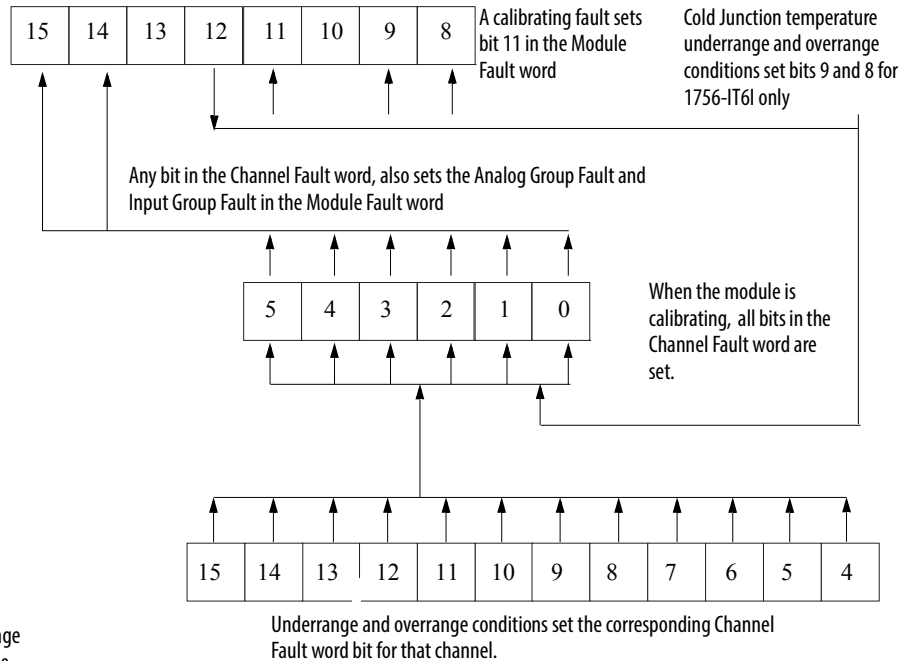 15 14 13 12 11 10 9 8
A calibrating fault sets
bit 11 in the Module
Fault word
Cold Junction temperature
underrange and overrange
conditions set bits 9 and 8 for
1756-IT6I only
Any bit in the Channel Fault word, also sets the Analog Group Fault and
Input Group Fault in the Module Fault word
5 4 3 2 1 0
When the module is
calibrating, all bits in the
Channel Fault word are
set.
15 14 13 12 11 10 9 8 7 6 5 4
Underrange and overrange conditions set the corresponding Channel
Fault word bit for that channel.